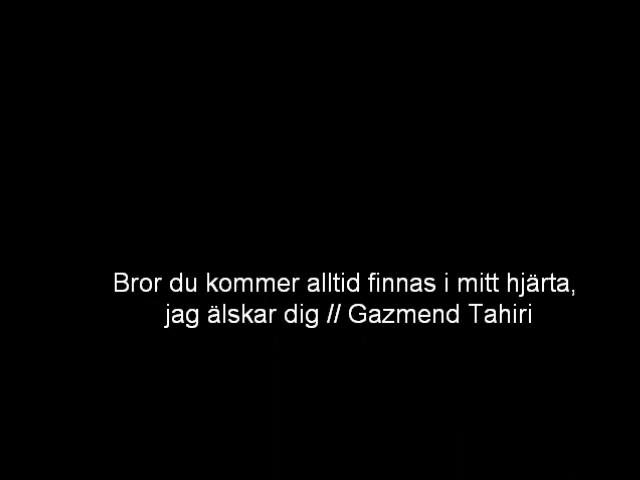 Bror du kommer alltid finnas i mitt hjärta,
jag älskar dig // Gazmend Tahiri